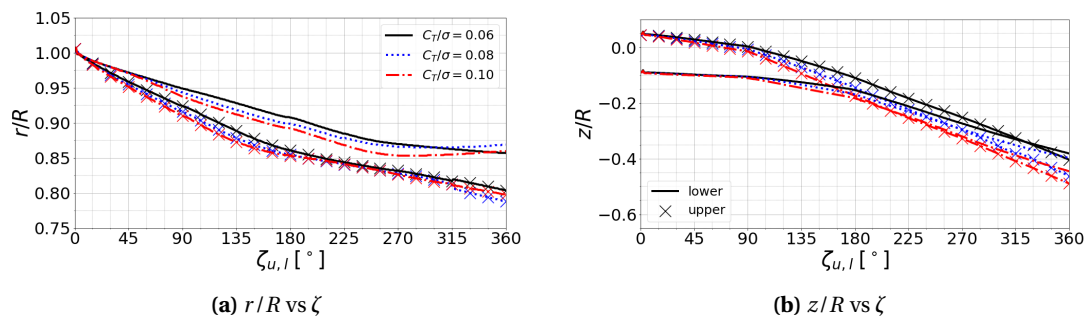 1.05
1.00
0.95
0.90
0.85
0.80
0.75
r/R
C_T/σ = 0.06
C_T/σ = 0.08
C_T/σ = 0.10
0 45 90 135 180 225 270 315 360
ζ_{u,l} [°]
(a) r/R vs ζ
0.0
−0.2
−0.4
−0.6
z/R
lower
upper
0 45 90 135 180 225 270 315 360
ζ_{u,l} [°]
(b) z/R vs ζ